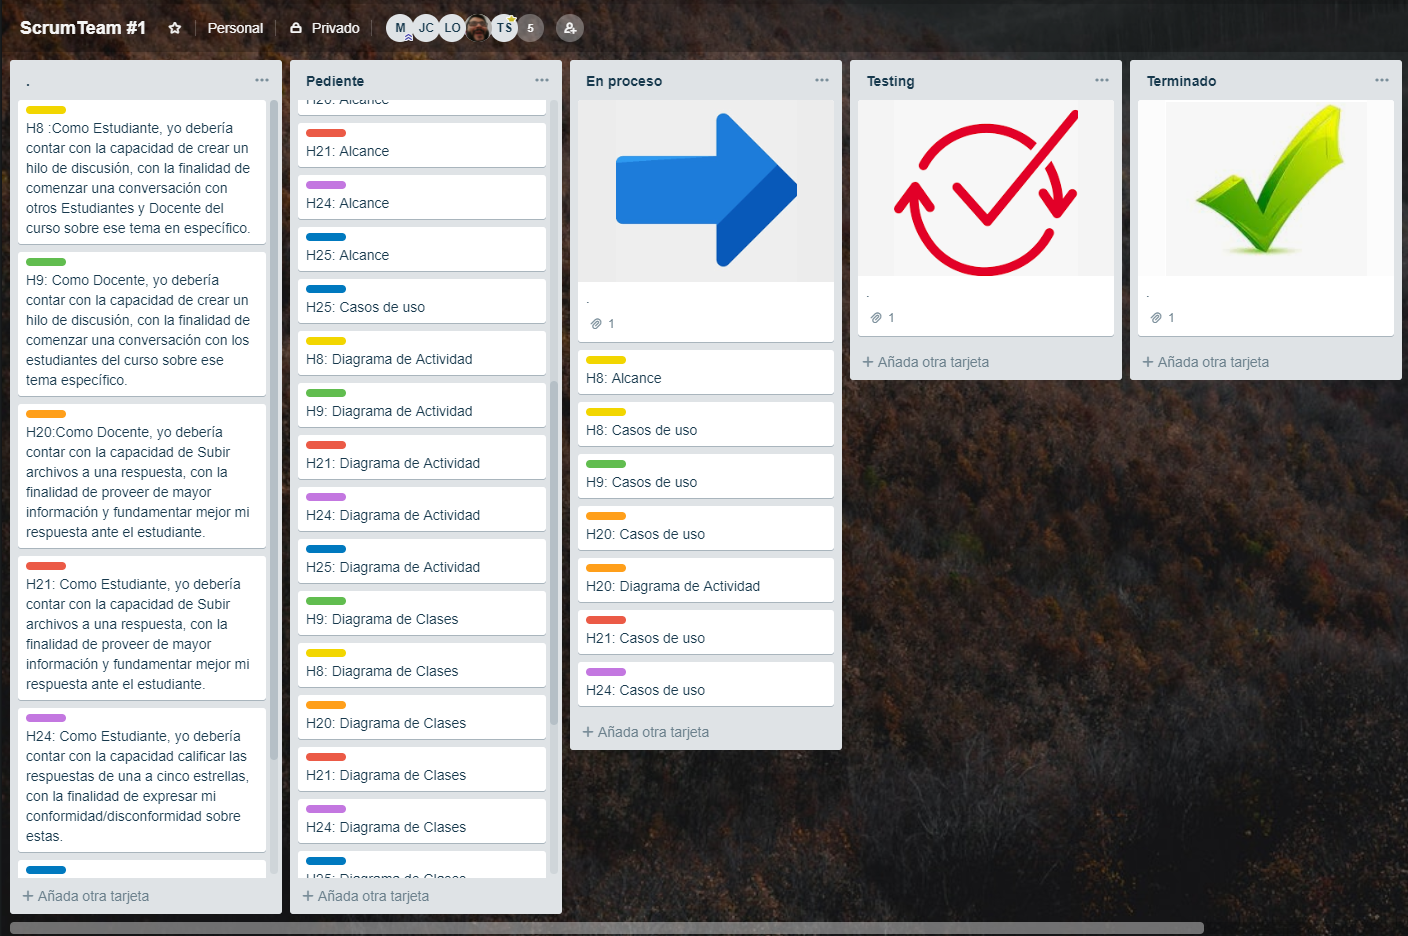 ScrumTeam #1
Personal
Privado
M
JC
LO
TS
5
.
H8 :Como Estudiante, yo debería
contar con la capacidad de crear un
hilo de discusión, con la finalidad de
comenzar una conversación con
otros Estudiantes y Docente del
curso sobre ese tema en específico.
H9: Como Docente, yo debería
contar con la capacidad de crear un
hilo de discusión, con la finalidad de
comenzar una conversación con los
estudiantes del curso sobre ese
tema específico.
H20:Como Docente, yo debería
contar con la capacidad de Subir
archivos a una respuesta, con la
finalidad de proveer de mayor
información y fundamentar mejor mi
respuesta ante el estudiante.
H21: Como Estudiante, yo debería
contar con la capacidad de Subir
archivos a una respuesta, con la
finalidad de proveer de mayor
información y fundamentar mejor mi
respuesta ante el estudiante.
H24: Como Estudiante, yo debería
contar con la capacidad calificar las
respuestas de una a cinco estrellas,
con la finalidad de expresar mi
conformidad/disconformidad sobre
estas.
+ Añada otra tarjeta
Pediente
H20: Alcance
H21: Alcance
H24: Alcance
H25: Alcance
H25: Casos de uso
H8: Diagrama de Actividad
H9: Diagrama de Actividad
H21: Diagrama de Actividad
H24: Diagrama de Actividad
H25: Diagrama de Actividad
H9: Diagrama de Clases
H8: Diagrama de Clases
H20: Diagrama de Clases
H21: Diagrama de Clases
H24: Diagrama de Clases
H25: Diagrama de Clases
+ Añada otra tarjeta
En proceso
.
1
H8: Alcance
H8: Casos de uso
H9: Casos de uso
H20: Casos de uso
H20: Diagrama de Actividad
H21: Casos de uso
H24: Casos de uso
+ Añada otra tarjeta
Testing
.
1
+ Añada otra tarjeta
Terminado
.
1
+ Añada otra tarjeta